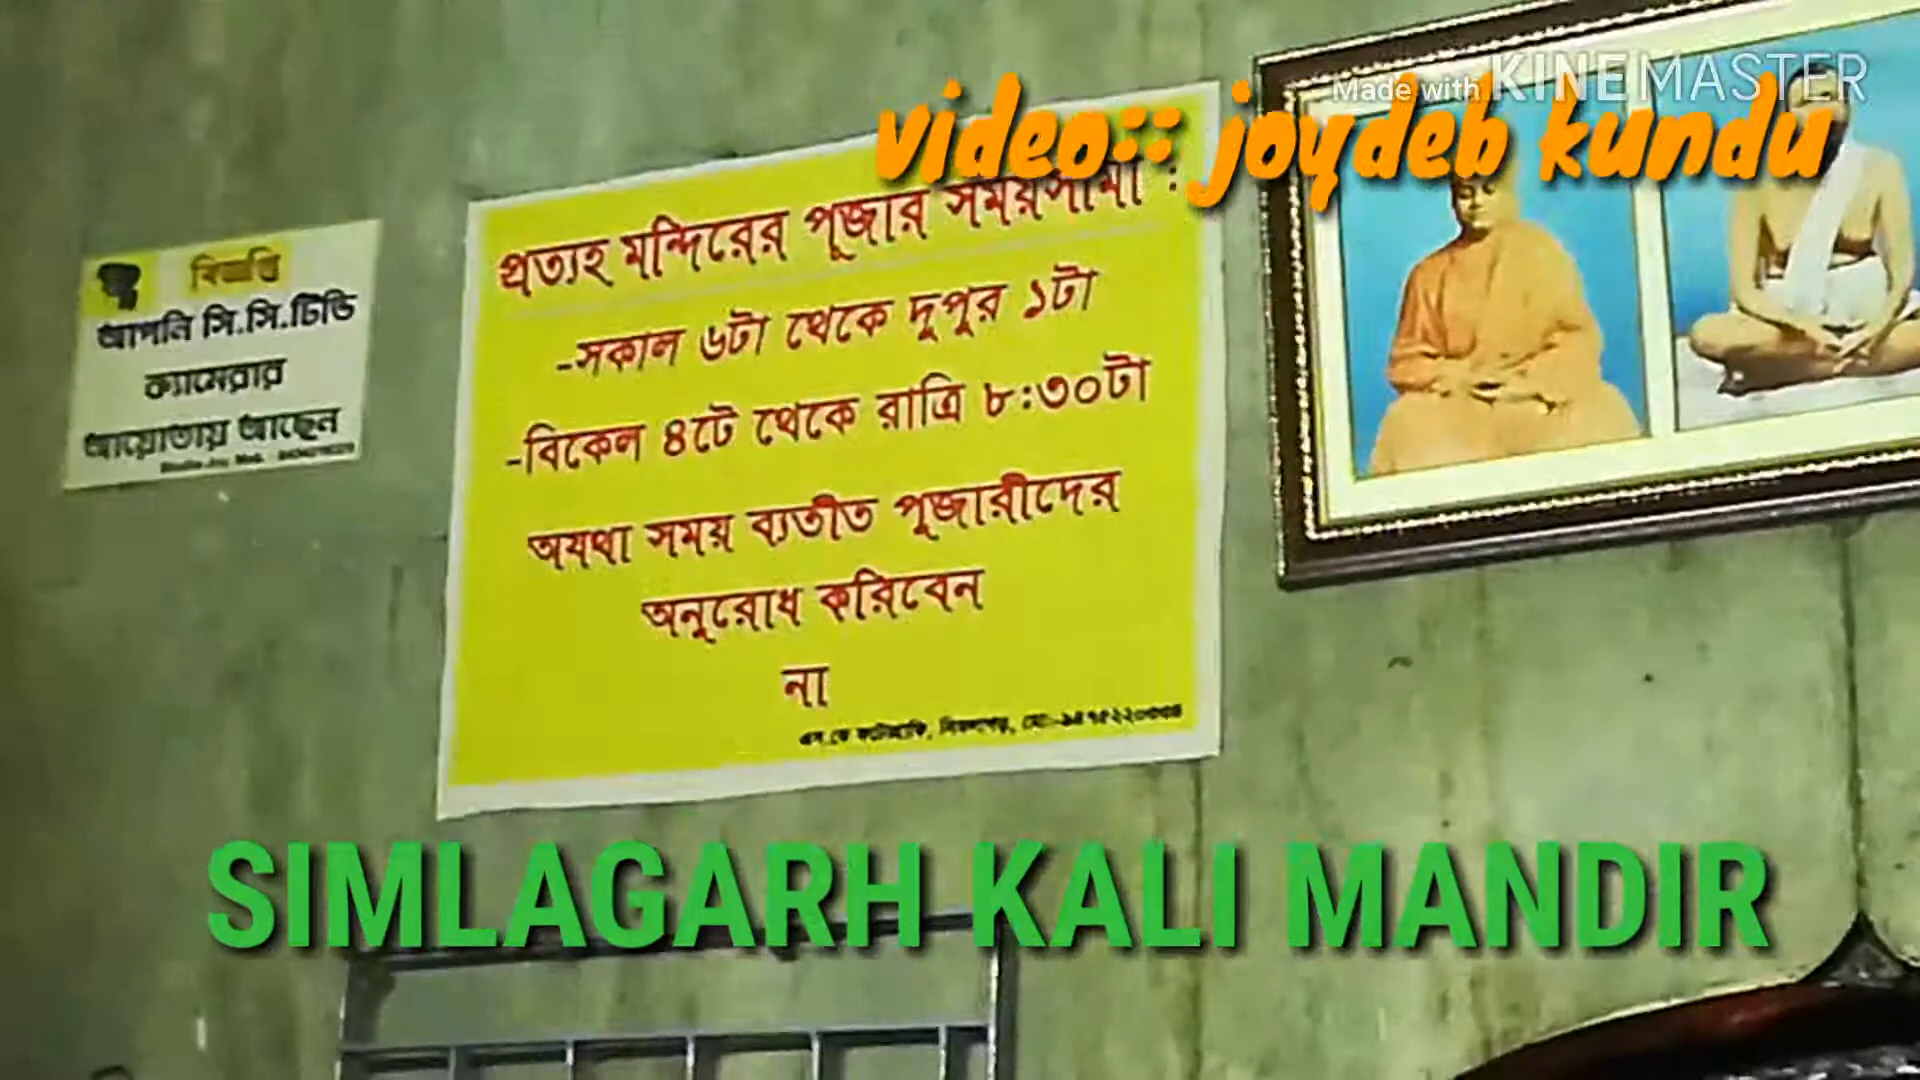 Made with KINEMASTER
video:: joydeb kundu
বিজ্ঞপ্তি
আপনি সি.সি.টিভি
ক্যামেরার
আয়োতায় আছেন
প্রত্যহ মন্দিরের পূজার সময়সীমা :
-সকাল ৬টা থেকে দুপুর ১টা
-বিকেল ৪টে থেকে রাত্রি ৮:৩০টা
অযথা সময় ব্যতীত পূজারীদের
অনুরোধ করিবেন
না
SIMLAGARH KALI MANDIR